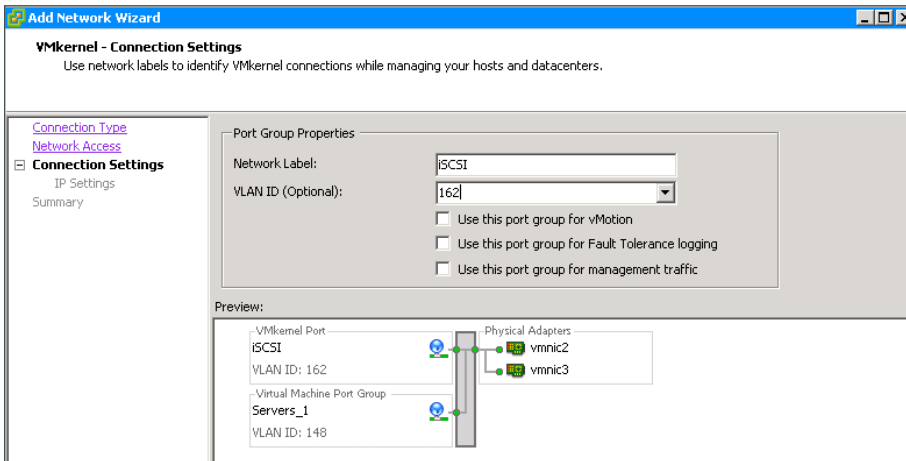 Add Network Wizard
VMkernel - Connection Settings
Use network labels to identify VMkernel connections while managing your hosts and datacenters.
Connection Type
Network Access
Connection Settings
IP Settings
Summary
Port Group Properties
Network Label:
iSCSI
VLAN ID (Optional):
162
Use this port group for vMotion
Use this port group for Fault Tolerance logging
Use this port group for management traffic
Preview:
VMkernel Port
iSCSI
VLAN ID: 162
Virtual Machine Port Group
Servers_1
VLAN ID: 148
Physical Adapters
vmnic2
vmnic3